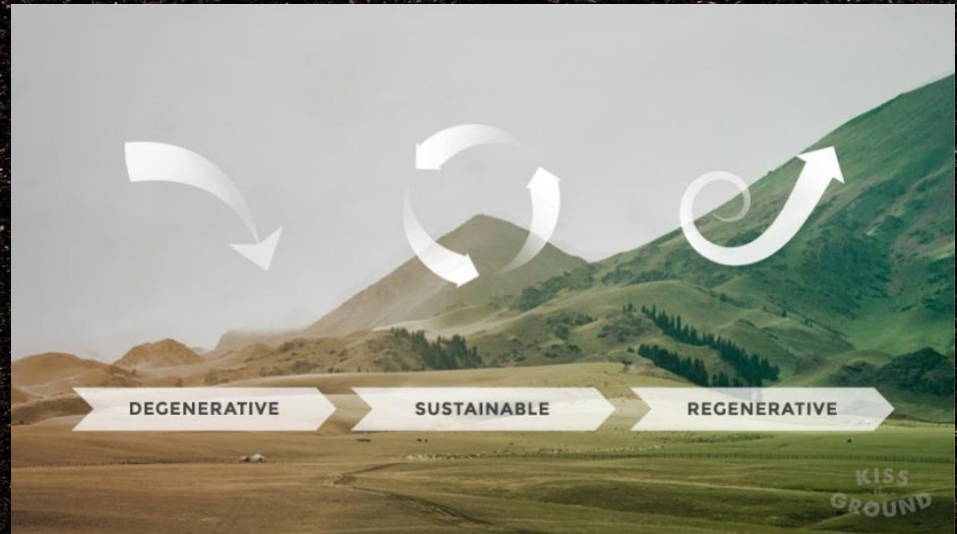 DEGENERATIVE
SUSTAINABLE
REGENERATIVE
KISS
THE
GROUND